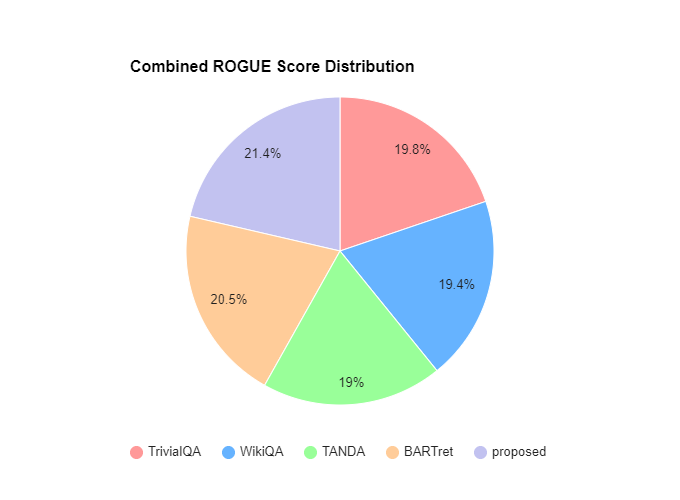 Combined ROGUE Score Distribution
21.4%
19.8%
19.4%
20.5%
19%
TrivialQA WikiQA TANDA BARTret proposed